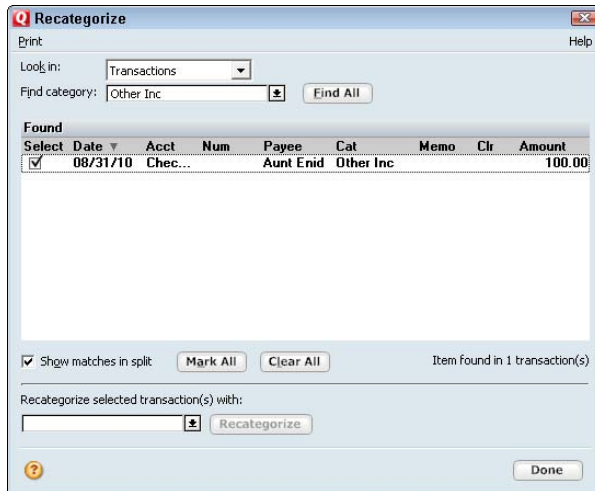 Recategorize
Print Help
Look in: Transactions
Find category: Other Inc Find All
Found
Select Date Acct Num Payee Cat Memo Clr Amount
08/31/10 Chec... Aunt Enid Other Inc 100.00
Show matches in split Mark All Clear All Item found in 1 transaction(s)
Recategorize selected transaction(s) with:
Recategorize
? Done